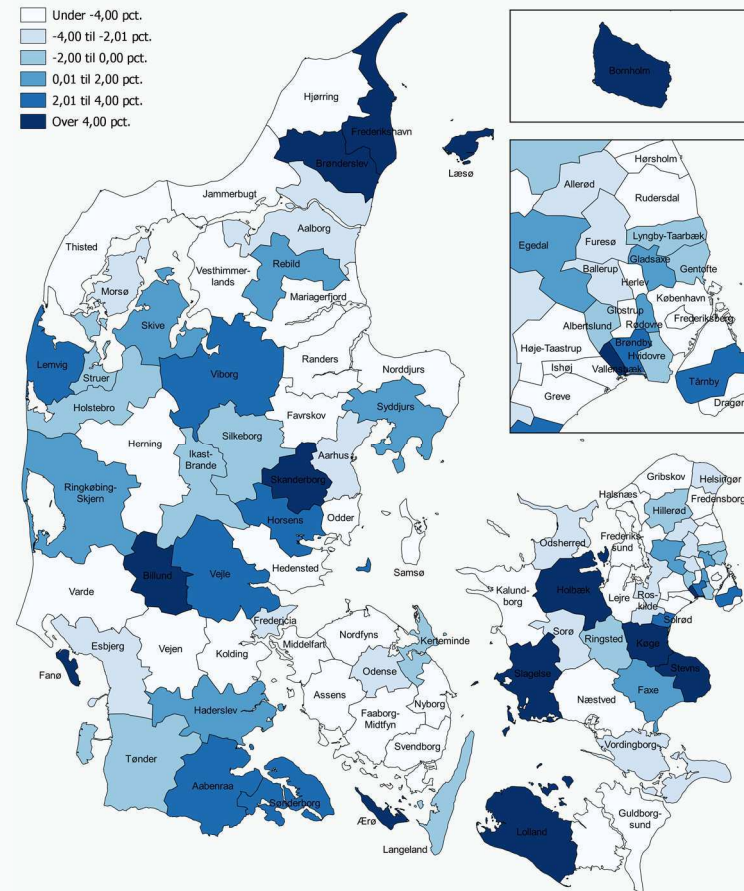 Under -4,00 pct.
-4,00 til -2,01 pct.
-2,00 til 0,00 pct.
0,01 til 2,00 pct.
2,01 til 4,00 pct.
Over 4,00 pct.
Hjørring
Frederikshavn
Brønderslev
Læsø
Jammerbugt
Aalborg
Thisted
Vesthimmer-
lands
Rebild
Morsø
Mariagerfjord
Skive
Lemvig
Struer
Viborg
Randers
Norddjurs
Holstebro
Favrskov
Syddjurs
Herning
Silkeborg
Ikast-
Brande
Aarhus
Skanderborg
Ringkøbing-
Skjern
Horsens
Odder
Samsø
Hedensted
Billund
Vejle
Varde
Fredericia
Esbjerg
Vejen
Kolding
Middelfart
Nordfyns
Kerteminde
Fanø
Odense
Assens
Nyborg
Faaborg-
Midtfyn
Haderslev
Svendborg
Tønder
Aabenraa
Sønderborg
Ærø
Langeland
Bornholm
Hørsholm
Allerød
Rudersdal
Egedal
Furesø
Lyngby-Taarbæk
Gladsaxe
Ballerup
Gentofte
Herlev
København
Glostrup
Frederiksberg
Albertslund
Rødovre
Brøndby
Høje-Taastrup
Hvidovre
Ishøj
Vallensbæk
Tårnby
Greve
Dragør
Gribskov
Helsingør
Halsnæs
Fredensborg
Hillerød
Frederiks-
sund
Odsherred
Kalund-
borg
Holbæk
Lejre
Ros-
kilde
Solrød
Sorø
Ringsted
Køge
Slagelse
Stevns
Næstved
Faxe
Vordingborg
Guldborg-
sund
Lolland